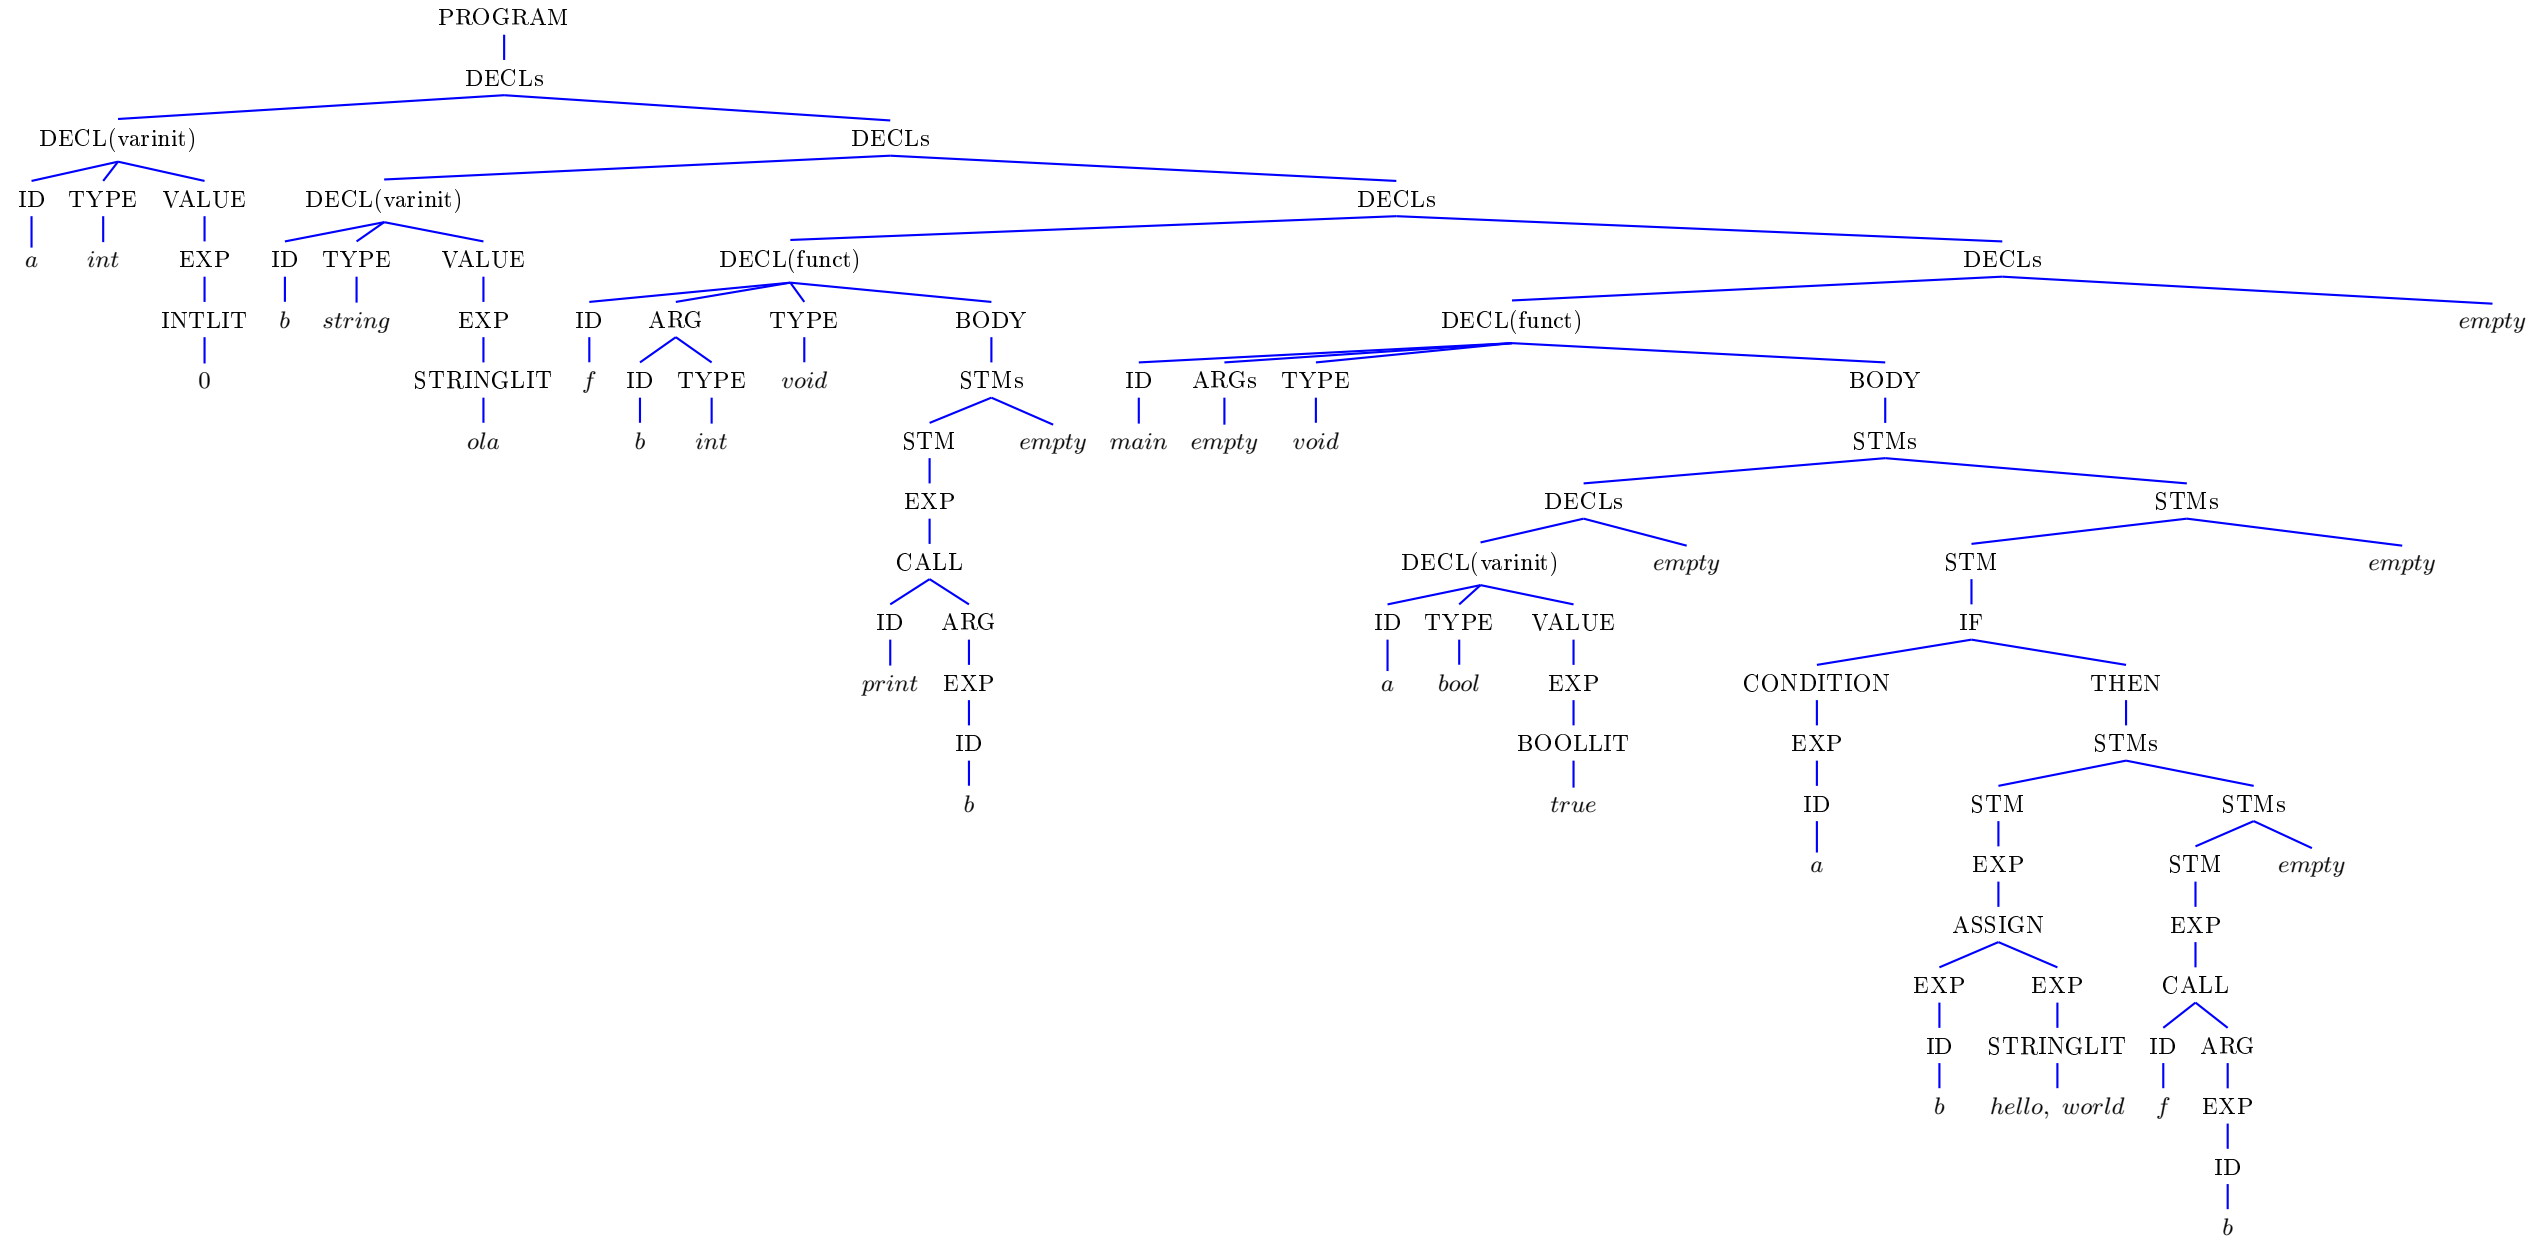 PROGRAM
DECLs
DECL(varinit) DECLs
ID TYPE VALUE DECL(varinit) DECLs
a int EXP ID TYPE VALUE DECL(funct) DECLs
INTLIT b string EXP ID ARG TYPE BODY DECL(funct) empty
0 STRINGLIT f ID TYPE void STMs ID ARGs TYPE BODY
ola b int STM empty main empty void STMs
EXP DECLs STMs
CALL DECL(varinit) empty STM empty
ID ARG ID TYPE VALUE IF
print EXP a bool EXP CONDITION THEN
ID BOOLLIT EXP STMs
b true ID STM STMs
a EXP STM empty
ASSIGN EXP
EXP EXP CALL
ID STRINGLIT ID ARG
b hello, world f EXP
ID
b